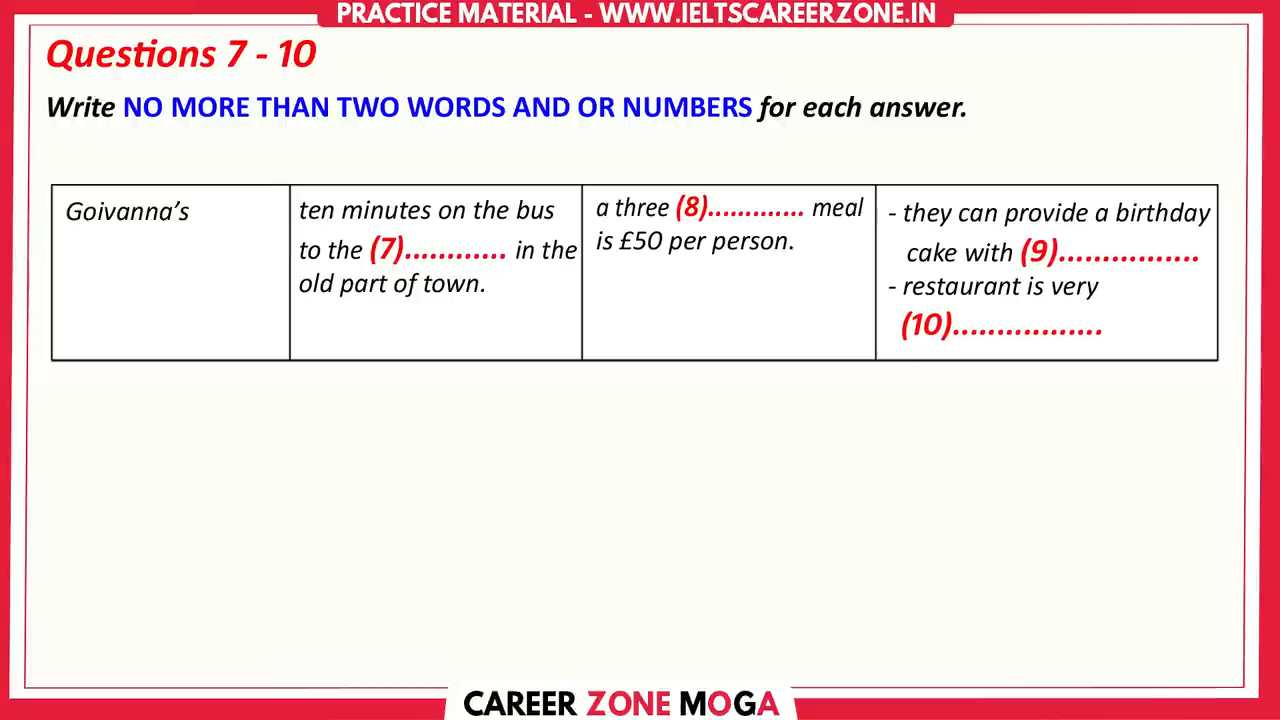 PRACTICE MATERIAL - WWW.IELTSCAREERZONE.IN
Questions 7 - 10
Write NO MORE THAN TWO WORDS AND OR NUMBERS for each answer.
Goivanna's
ten minutes on the bus
to the (7)............ in the
old part of town.
a three (8)............. meal
is £50 per person.
- they can provide a birthday
cake with (9)................
- restaurant is very
(10).................
CAREER ZONE MOGA